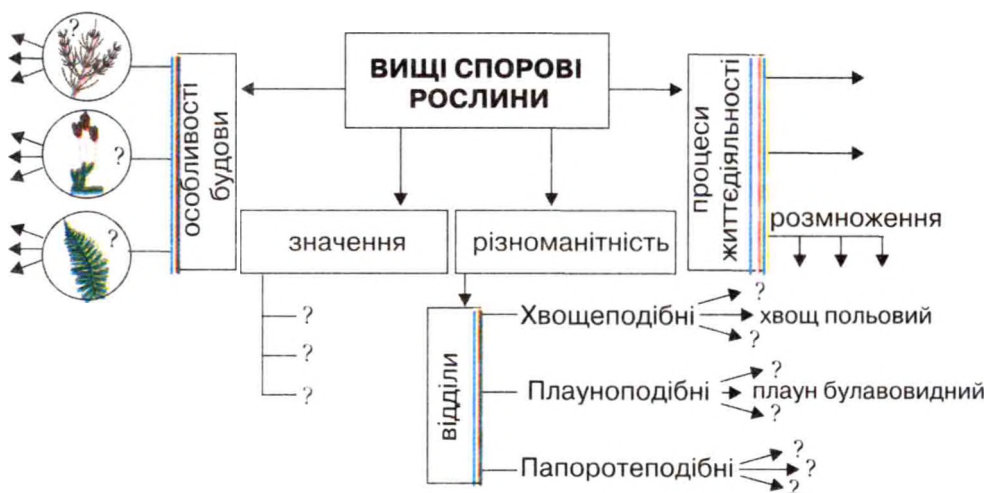 ВИЩІ СПОРОВІ
РОСЛИНИ
?
?
?
особливості
будови
процеси
життєдіяльності
розмноження
значення
?
?
?
різноманітність
відділи
Хвощеподібні
?
хвощ польовий
?
Плауноподібні
?
плаун булавовидний
?
Папоротеподібні
?
?
?